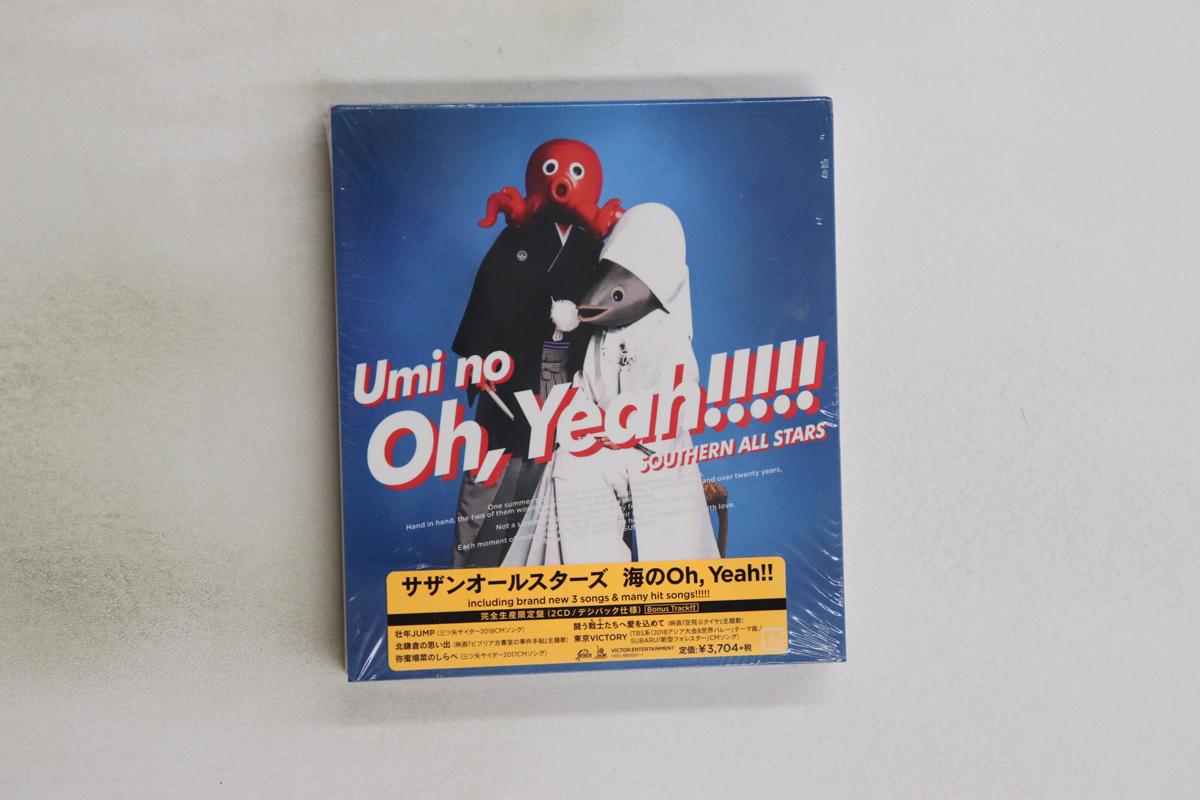 Umi no
Oh, Yeah!!!!!
SOUTHERN ALL STARS
One summer
and over twenty years,
Hand in hand, the two of them
with love.
Not a
Each moment of
サザンオールスターズ 海のOh, Yeah!!
including brand new 3 songs & many hit songs!!!!!
完全生産限定盤(2CD/デジパック仕様) Bonus Track付
壮年JUMP (三ツ矢サイダー2018CMソング)
北鎌倉の思い出 (映画『ビブリア古書堂の事件手帖』主題歌)
弥蜜塌菜のしらべ (三ツ矢サイダー2017CMソング)
闘う戦士たちへ愛を込めて (映画『空飛ぶタイヤ』主題歌)
東京VICTORY (TBS系「2018アジア大会&世界バレー」テーマ曲/
SUBARU「新型フォレスター」CMソング)
VICTOR ENTERTAINMENT
定価:¥3,704+税